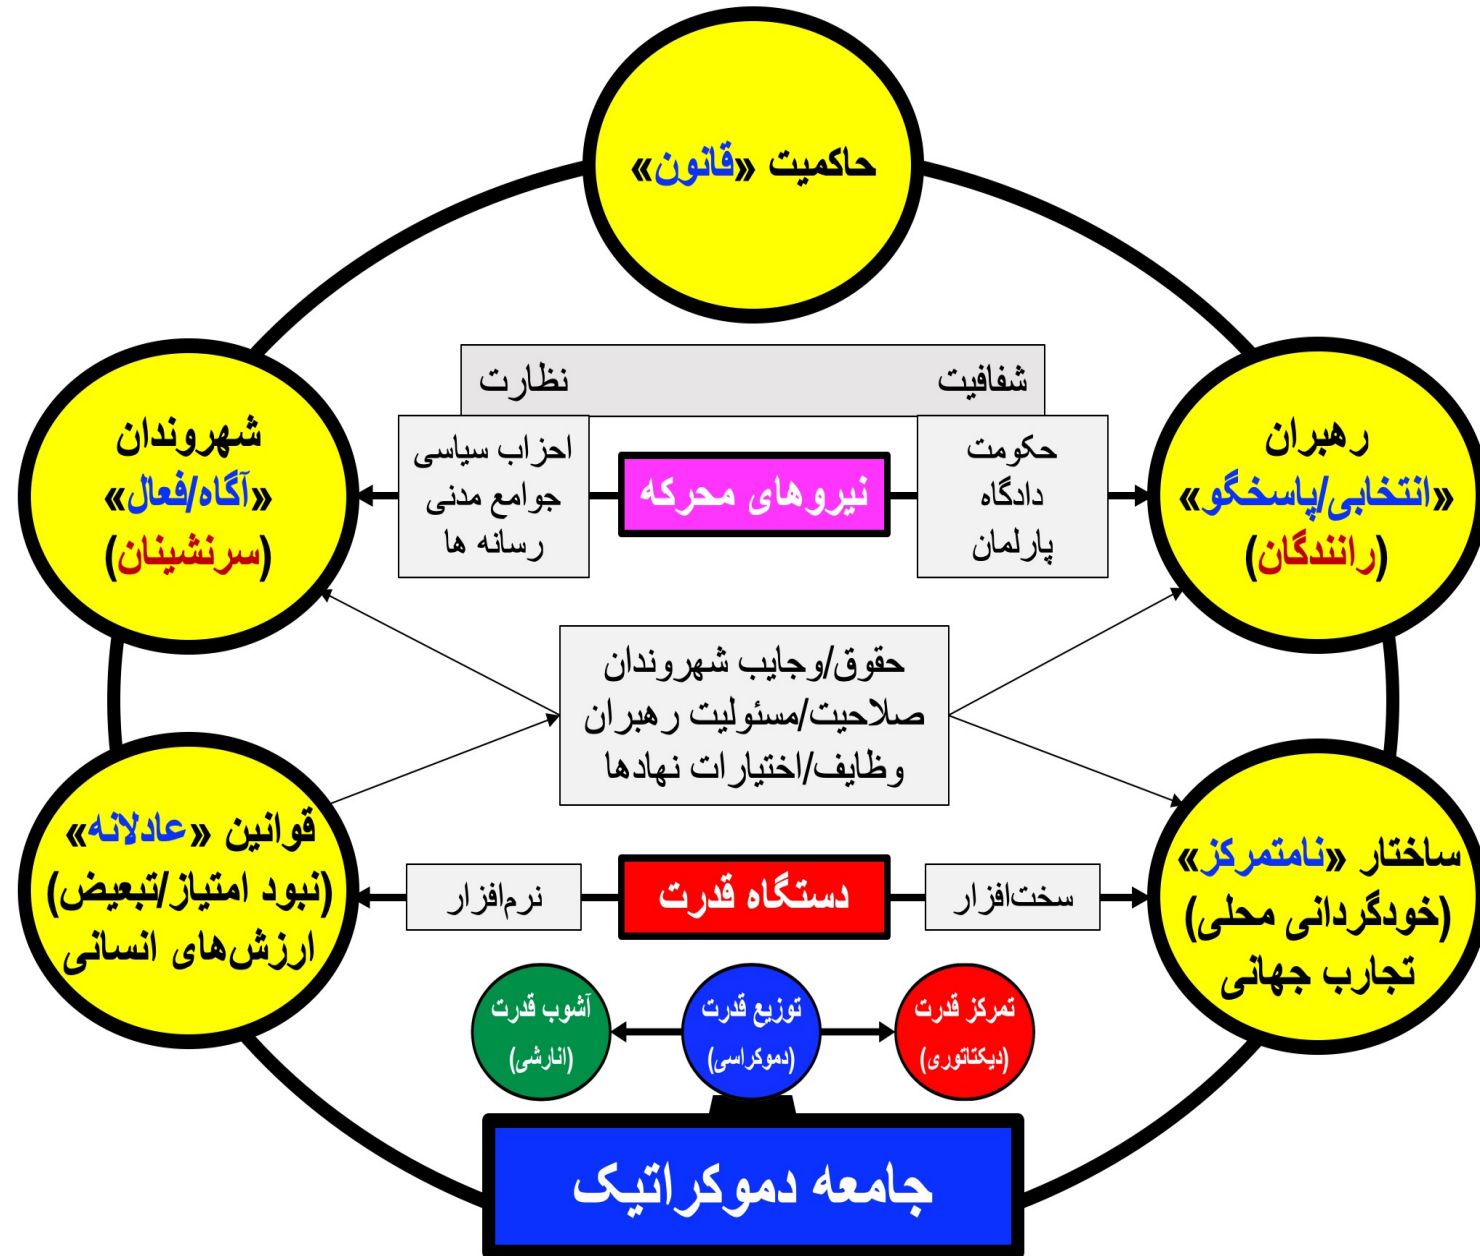 حاکمیت «قانون»
شفافیت
نظارت
رهبران
«انتخابی/پاسخگو»
(رانندگان)
حکومت
دادگاه
پارلمان
نیروهای محرکه
احزاب سیاسی
جوامع مدنی
رسانه ها
شهروندان
«آگاه/فعال»
(سرنشینان)
حقوق/وجایب شهروندان
صلاحیت/مسئولیت رهبران
وظایف/اختیارات نهادها
ساختار «نامتمرکز»
(خودگردانی محلی)
تجارب جهانی
سخت‌افزار
دستگاه قدرت
نرم‌افزار
قوانین «عادلانه»
(نبود امتیاز/تبعیض)
ارزش‌های انسانی
تمرکز قدرت
(دیکتاتوری)
توزیع قدرت
(دموکراسی)
آشوب قدرت
(انارشی)
جامعه دموکراتیک